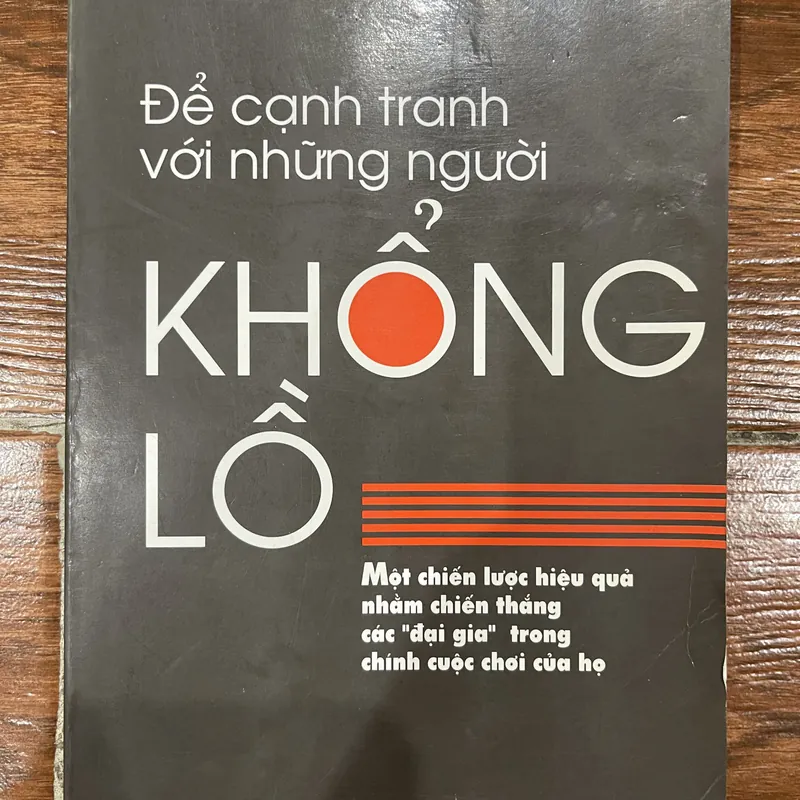 Để cạnh tranh
với những người
KHỔNG
LỒ
Một chiến lược hiệu quả
nhằm chiến thắng
các "đại gia" trong
chính cuộc chơi của họ